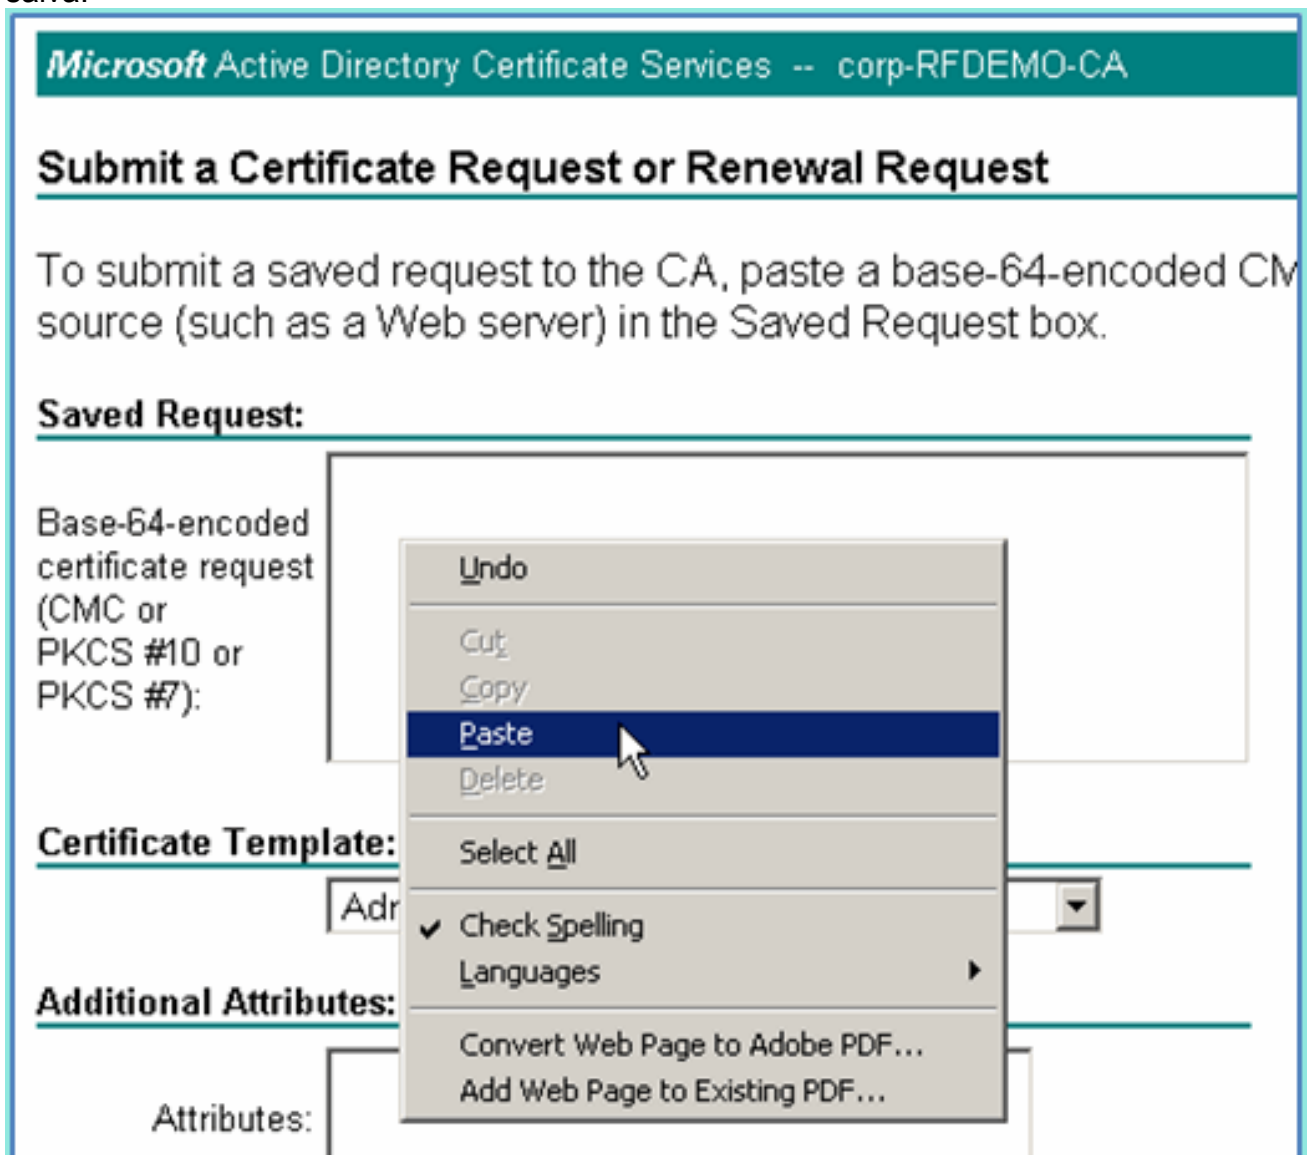 Microsoft Active Directory Certificate Services -- corp-RFDEMO-CA
Submit a Certificate Request or Renewal Request
To submit a saved request to the CA, paste a base-64-encoded CM
source (such as a Web server) in the Saved Request box.
Saved Request:
Base-64-encoded
certificate request
(CMC or
PKCS #10 or
PKCS #7):
Undo
Cut
Copy
Paste
Delete
Select All
Check Spelling
Languages
Convert Web Page to Adobe PDF...
Add Web Page to Existing PDF...
Certificate Template:
Adr
Additional Attributes:
Attributes: